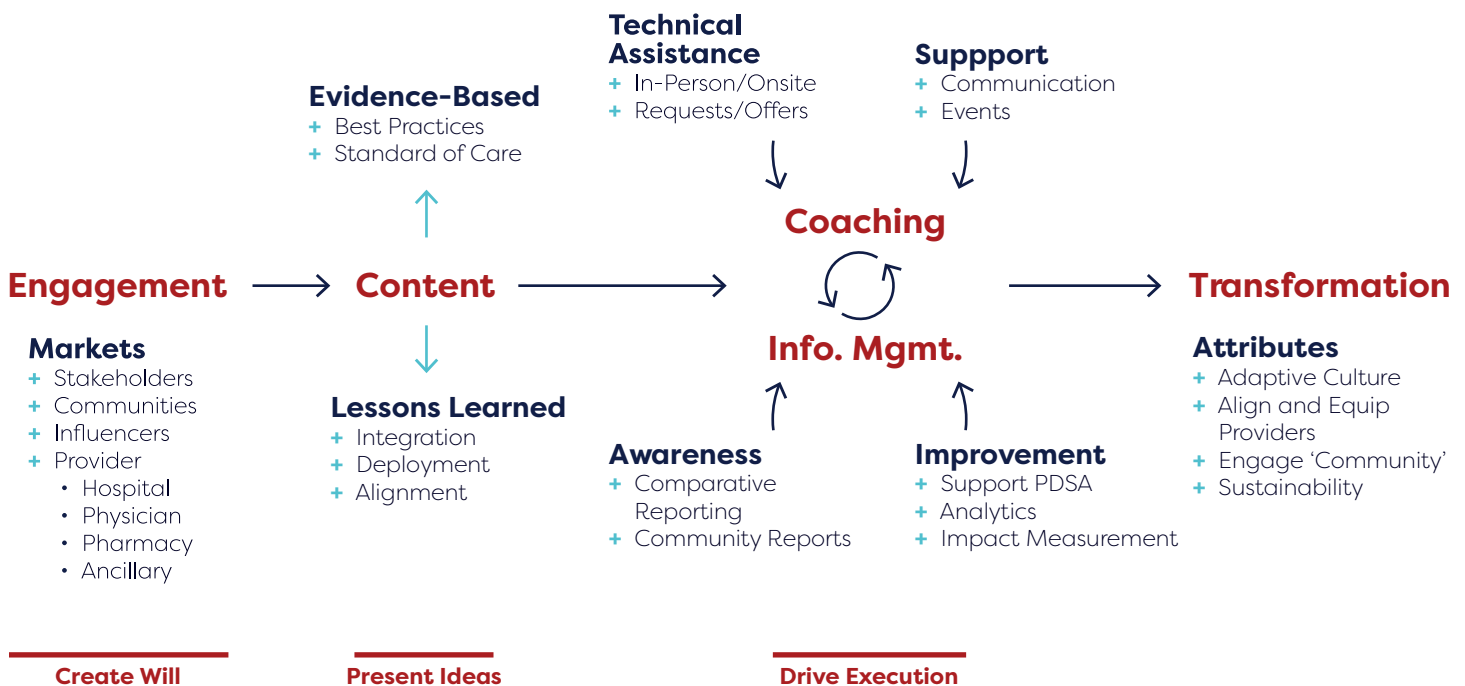 Technical
Assistance
+ In-Person/Onsite
+ Requests/Offers
Suppport
+ Communication
+ Events
Evidence-Based
+ Best Practices
+ Standard of Care
Engagement
Content
Coaching
Info. Mgmt.
Transformation
Markets
+ Stakeholders
+ Communities
+ Influencers
+ Provider
• Hospital
• Physician
• Pharmacy
• Ancillary
Lessons Learned
+ Integration
+ Deployment
+ Alignment
Awareness
+ Comparative
Reporting
+ Community Reports
Improvement
+ Support PDSA
+ Analytics
+ Impact Measurement
Attributes
+ Adaptive Culture
+ Align and Equip
Providers
+ Engage ‘Community’
+ Sustainability
Create Will
Present Ideas
Drive Execution